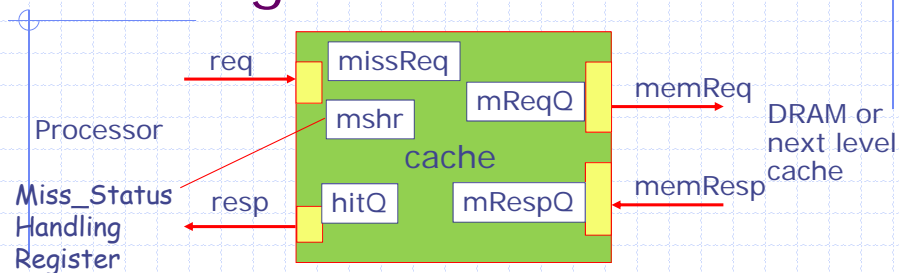 req
missReq
mReqQ
memReq
Processor
mshr
DRAM or
next level
cache
cache
Miss_Status
Handling
Register
resp
hitQ
mRespQ
memResp